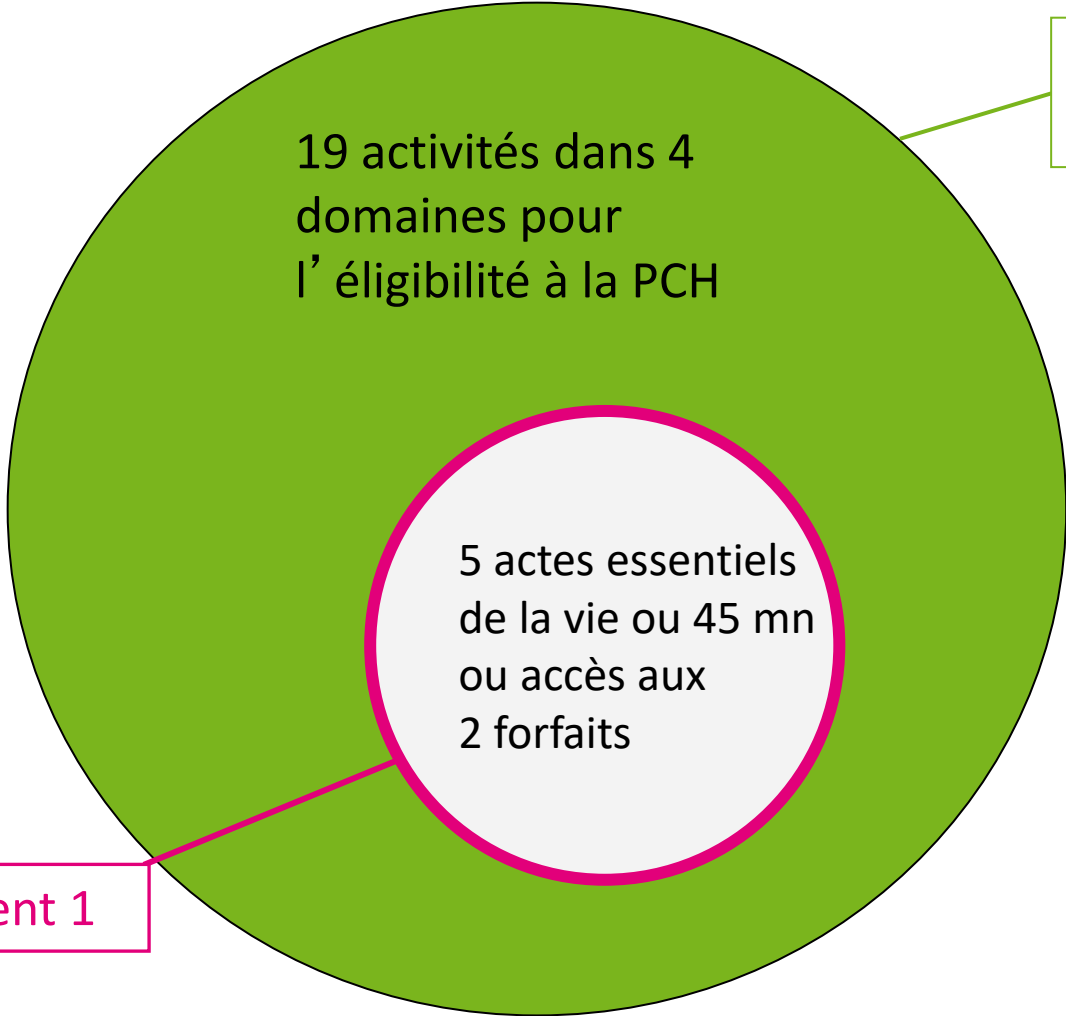 19 activités dans 4
domaines pour
l’ éligibilité à la PCH
5 actes essentiels
de la vie ou 45 mn
ou accès aux
2 forfaits
ent 1